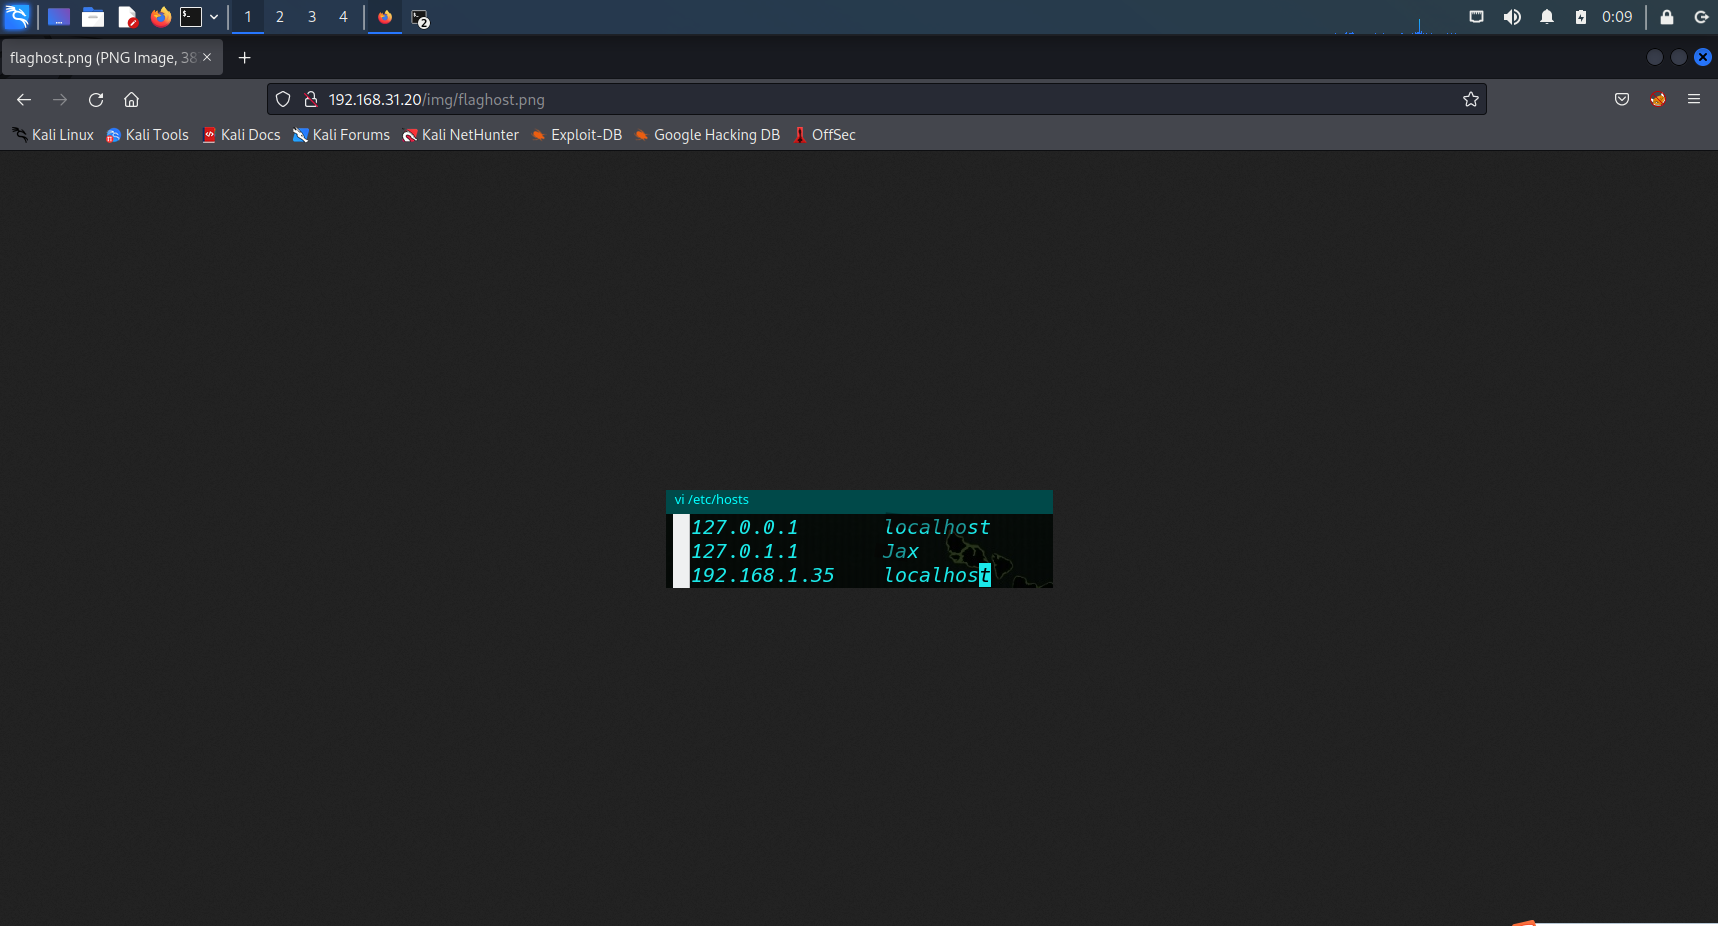 1 2 3 4 2 0:09
flaghost.png (PNG Image, 38
192.168.31.20/img/flaghost.png
Kali Linux Kali Tools Kali Docs Kali Forums Kali NetHunter Exploit-DB Google Hacking DB OffSec
vi /etc/hosts
127.0.0.1 localhost
127.0.1.1 Jax
192.168.1.35 localhost